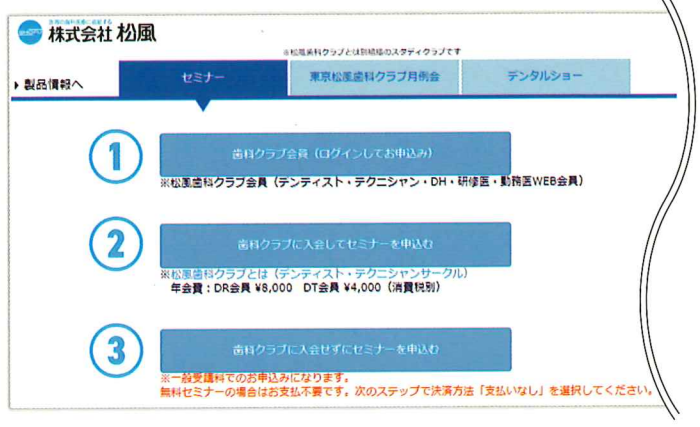 世界の歯科医療に貢献する
株式会社 松風
※松風歯科クラブとは別組織のスタディクラブです
▶製品情報へ
セミナー
東京松風歯科クラブ月例会
デンタルショー
1
歯科クラブ会員（ログインしてお申込み）
※松風歯科クラブ会員（デンティスト・テクニシャン・DH・研修医・勤務医WEB会員）
2
歯科クラブに入会してセミナーを申込む
※松風歯科クラブとは（デンティスト・テクニシャンサークル）
年会費：DR会員 ¥8,000 DT会員 ¥4,000（消費税別）
3
歯科クラブに入会せずにセミナーを申込む
※一般受講料でのお申込みになります。
無料セミナーの場合はお支払不要です。次のステップで決済方法「支払いなし」を選択してください。